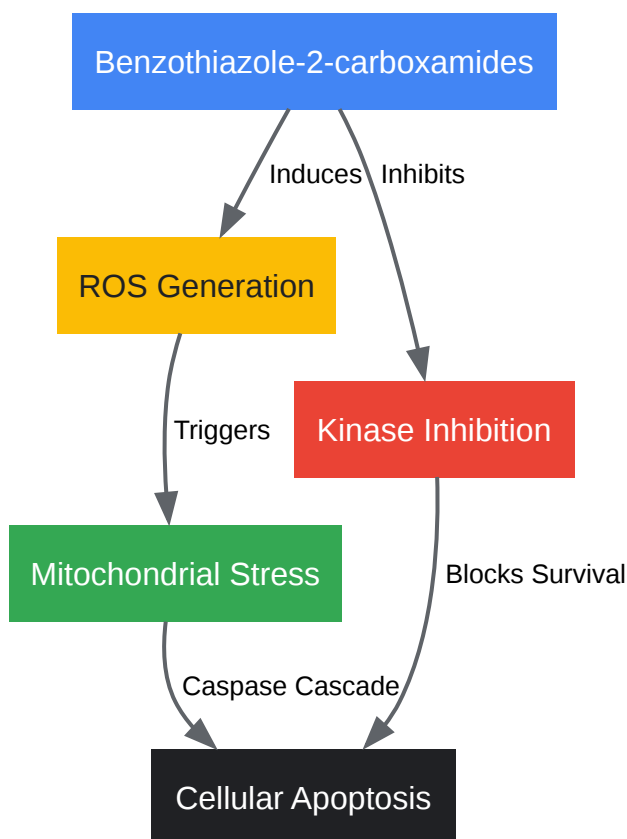 Benzothiazole-2-carboxamides
Induces
Inhibits
ROS Generation
Triggers
Kinase Inhibition
Mitochondrial Stress
Blocks Survival
Caspase Cascade
Cellular Apoptosis